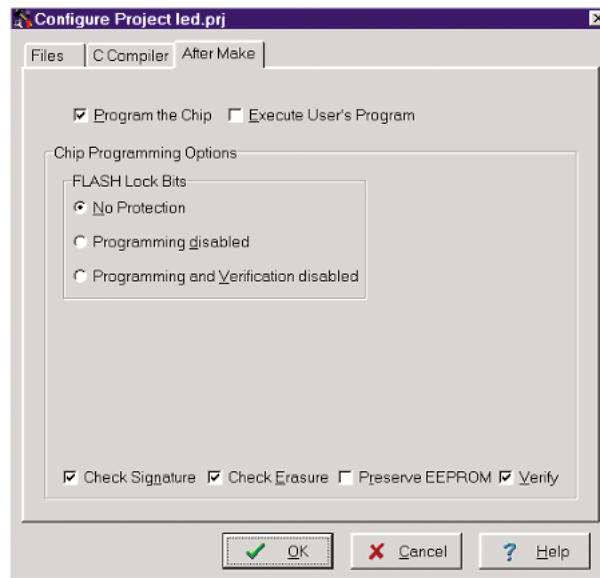 Configure Project led.prj
Files C Compiler After Make
Program the Chip Execute User's Program
Chip Programming Options
FLASH Lock Bits
No Protection
Programming disabled
Programming and Verification disabled
Check Signature Check Erasure Preserve EEPROM Verify
OK Cancel ? Help